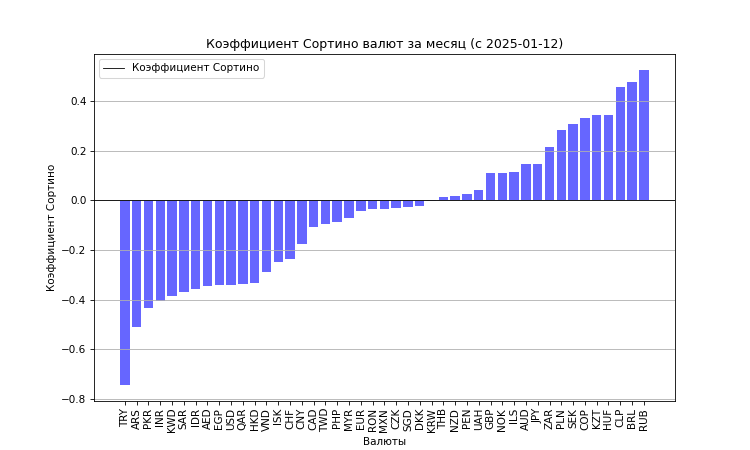 Коэффициент Сортино валют за месяц (с 2025-01-12)
Коэффициент Сортино
Коэффициент Сортино
0.4
0.2
0.0
−0.2
−0.4
−0.6
−0.8
TRY ARS PKR INR KWD SAR IDR AED EGP USD QAR HKD VND ISK CHF CNY CAD TWD PHP MYR EUR RON MXN CZK SGD DKK KRW THB NZD PEN UAH GBP NOK ILS AUD JPY ZAR PLN SEK COP KZT HUF CLP BRL RUB
Валюты